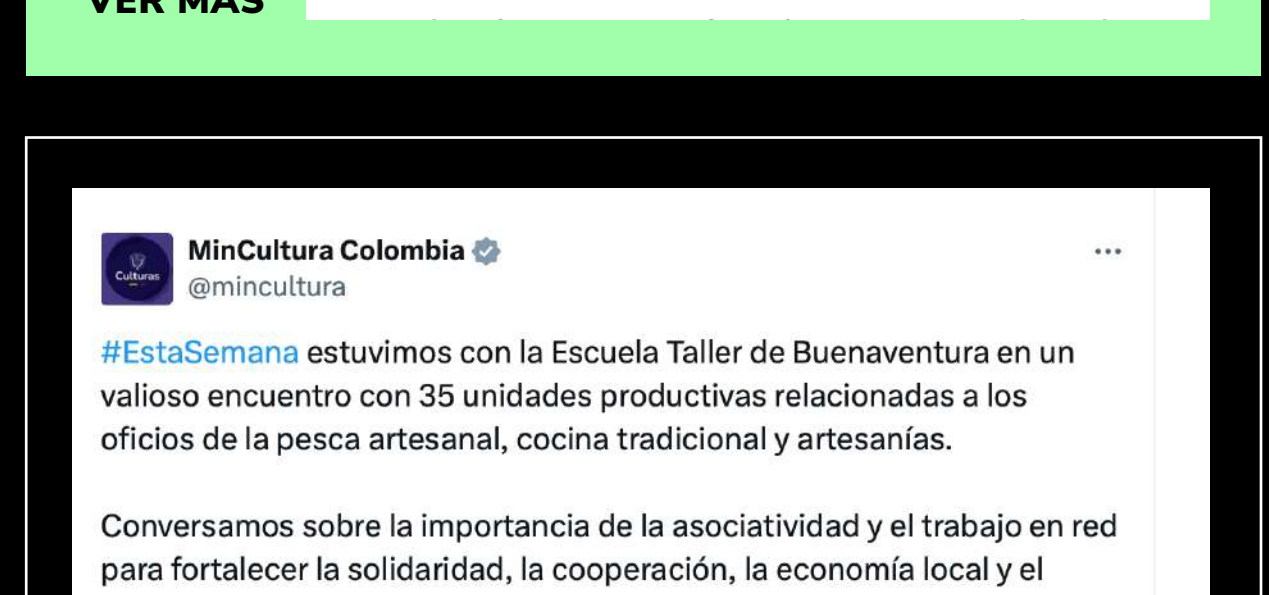 VER MÁS
MinCultura Colombia
Culturas
@mincultura
#EstaSemana estuvimos con la Escuela Taller de Buenaventura en un
valioso encuentro con 35 unidades productivas relacionadas a los
oficios de la pesca artesanal, cocina tradicional y artesanías.
Conversamos sobre la importancia de la asociatividad y el trabajo en red
para fortalecer la solidaridad, la cooperación, la economía local y el